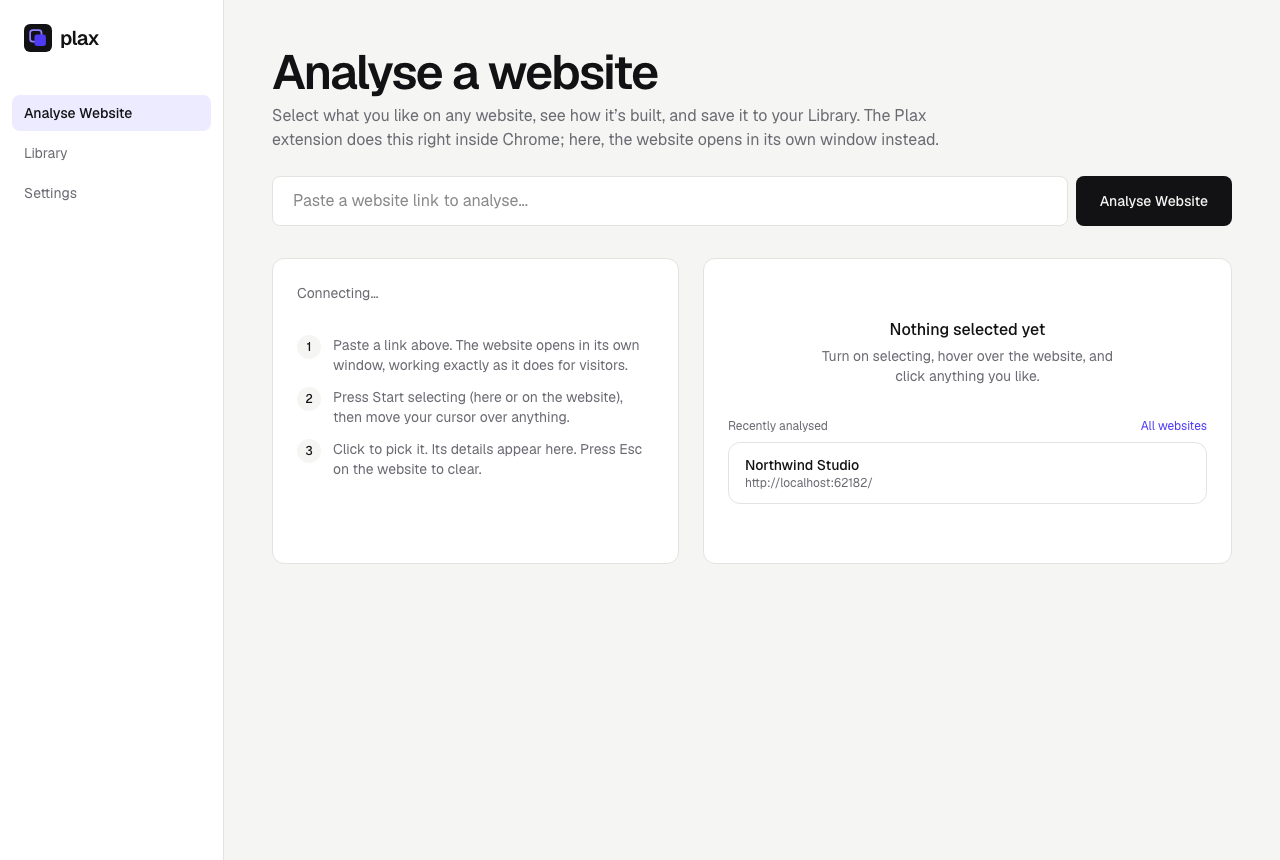 plax
Analyse Website
Library
Settings
Analyse a website
Select what you like on any website, see how it’s built, and save it to your Library. The Plax
extension does this right inside Chrome; here, the website opens in its own window instead.
Paste a website link to analyse…
Analyse Website
Connecting…
1
Paste a link above. The website opens in its own
window, working exactly as it does for visitors.
2
Press Start selecting (here or on the website),
then move your cursor over anything.
3
Click to pick it. Its details appear here. Press Esc
on the website to clear.
Nothing selected yet
Turn on selecting, hover over the website, and
click anything you like.
Recently analysed
All websites
Northwind Studio
http://localhost:62182/